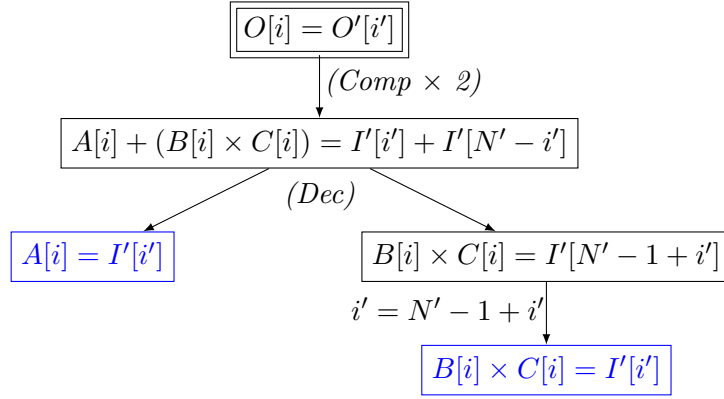 O[i] = O′[i′]
(Comp × 2)
A[i] + (B[i] × C[i]) = I′[i′] + I′[N′ − i′]
(Dec)
A[i] = I′[i′]
B[i] × C[i] = I′[N′ − 1 + i′]
i′ = N′ − 1 + i′
B[i] × C[i] = I′[i′]